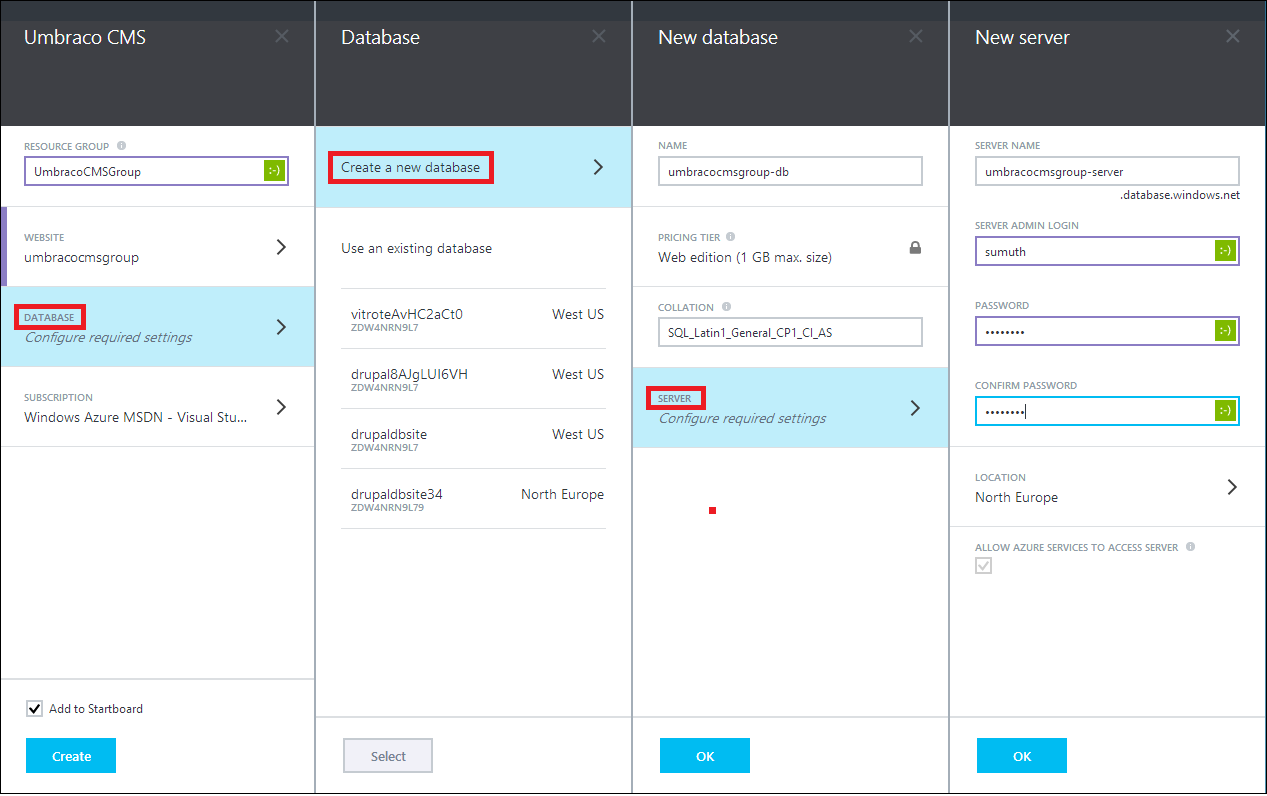 Umbraco CMS
RESOURCE GROUP
UmbracoCMSGroup
:-)
WEBSITE
umbracocmsgroup
DATABASE
Configure required settings
SUBSCRIPTION
Windows Azure MSDN - Visual Stu...
Add to Startboard
Create
Database
Create a new database
Use an existing database
vitroteAvHC2aCt0 West US
ZDW4NRN9L7
drupal8AJgLUI6VH West US
ZDW4NRN9L7
drupaldbsite West US
ZDW4NRN9L7
drupaldbsite34 North Europe
ZDW4NRN9L79
Select
New database
NAME
umbracocmsgroup-db
PRICING TIER
Web edition (1 GB max. size)
COLLATION
SQL_Latin1_General_CP1_CI_AS
SERVER
Configure required settings
OK
New server
SERVER NAME
umbracocmsgroup-server
.database.windows.net
SERVER ADMIN LOGIN
sumuth :-)
PASSWORD
•••••••• :-)
CONFIRM PASSWORD
•••••••• :-)
LOCATION
North Europe
ALLOW AZURE SERVICES TO ACCESS SERVER
OK